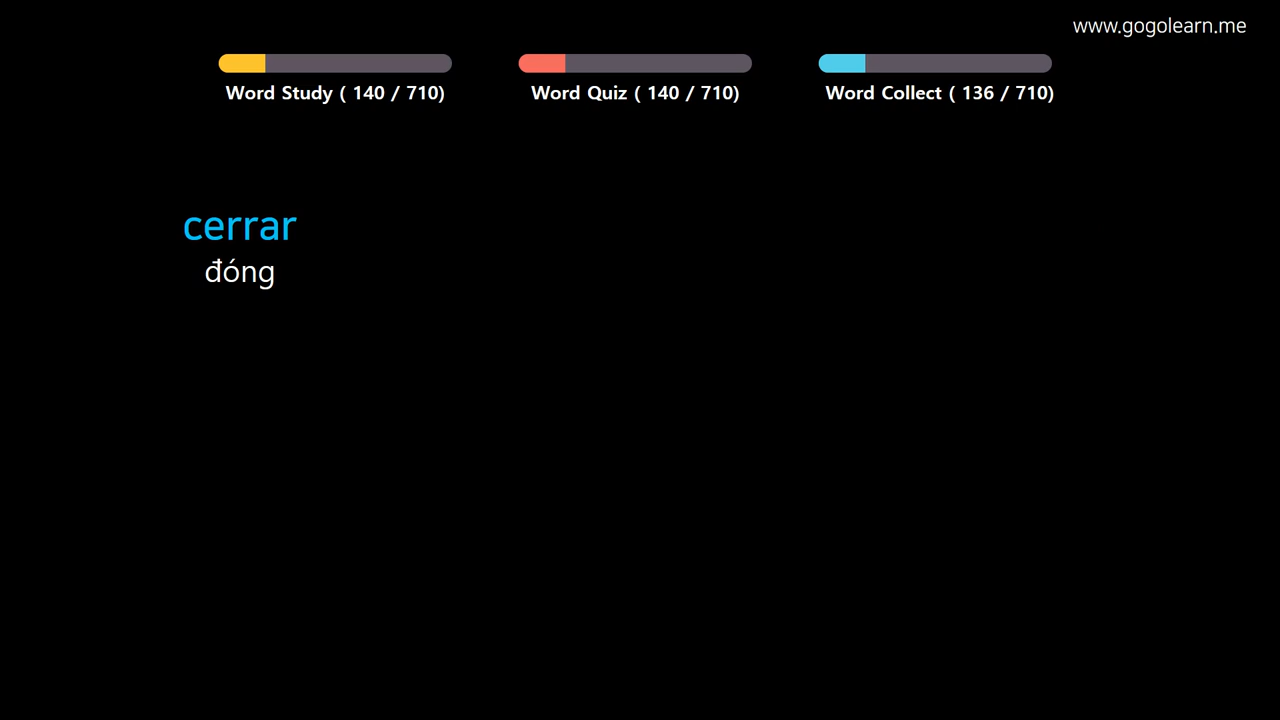 www.gogolearn.me
Word Study ( 140 / 710)
Word Quiz ( 140 / 710)
Word Collect ( 136 / 710)
cerrar
đóng